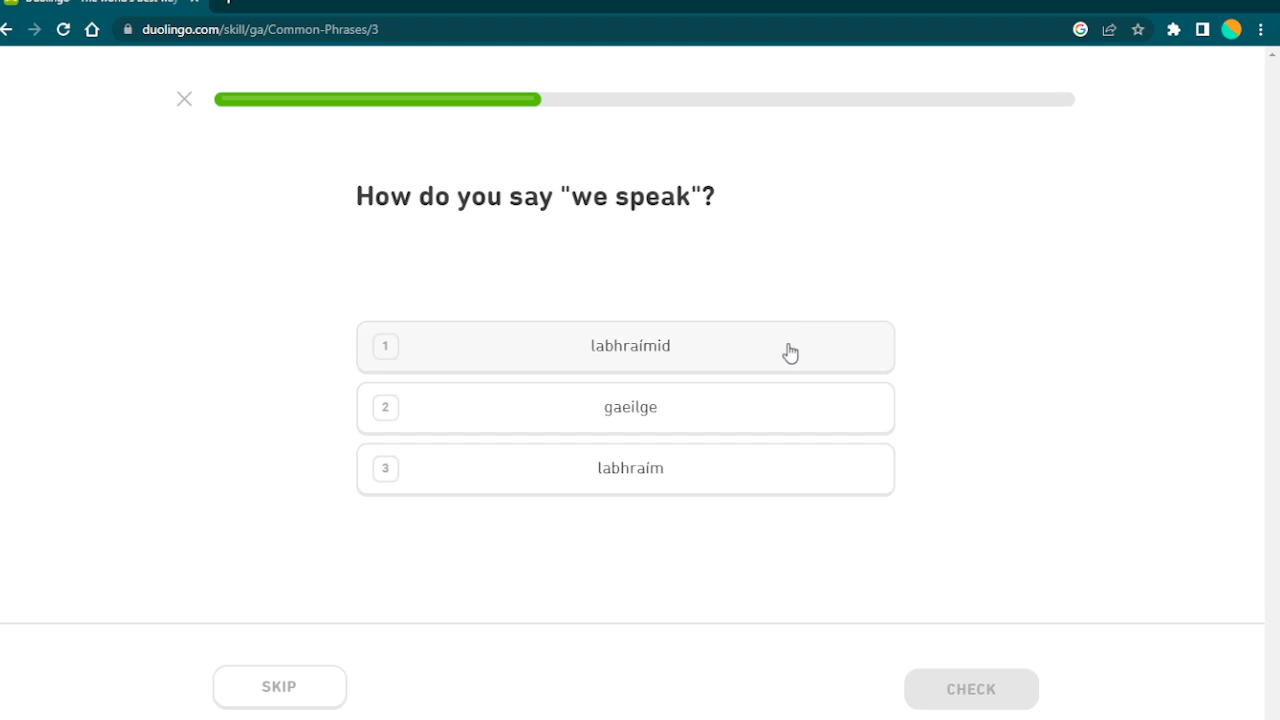 duolingo.com/skill/ga/Common-Phrases/3
How do you say "we speak"?
1 labhraímid
2 gaeilge
3 labhraím
SKIP
CHECK